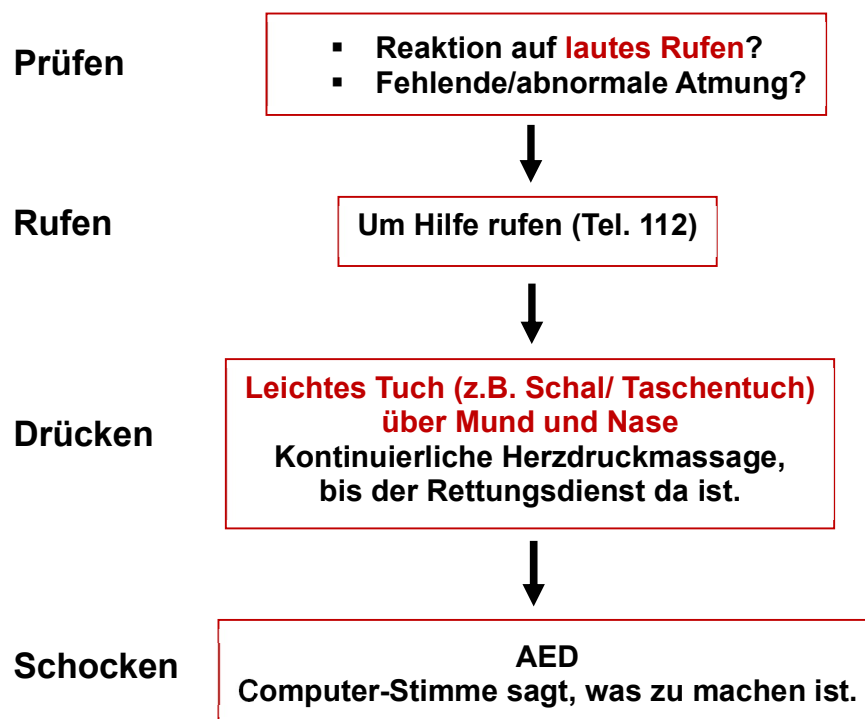 Prüfen
▪ Reaktion auf lautes Rufen?
▪ Fehlende/abnormale Atmung?
Rufen
Um Hilfe rufen (Tel. 112)
Drücken
Leichtes Tuch (z.B. Schal/ Taschentuch)
über Mund und Nase
Kontinuierliche Herzdruckmassage,
bis der Rettungsdienst da ist.
Schocken
AED
Computer-Stimme sagt, was zu machen ist.